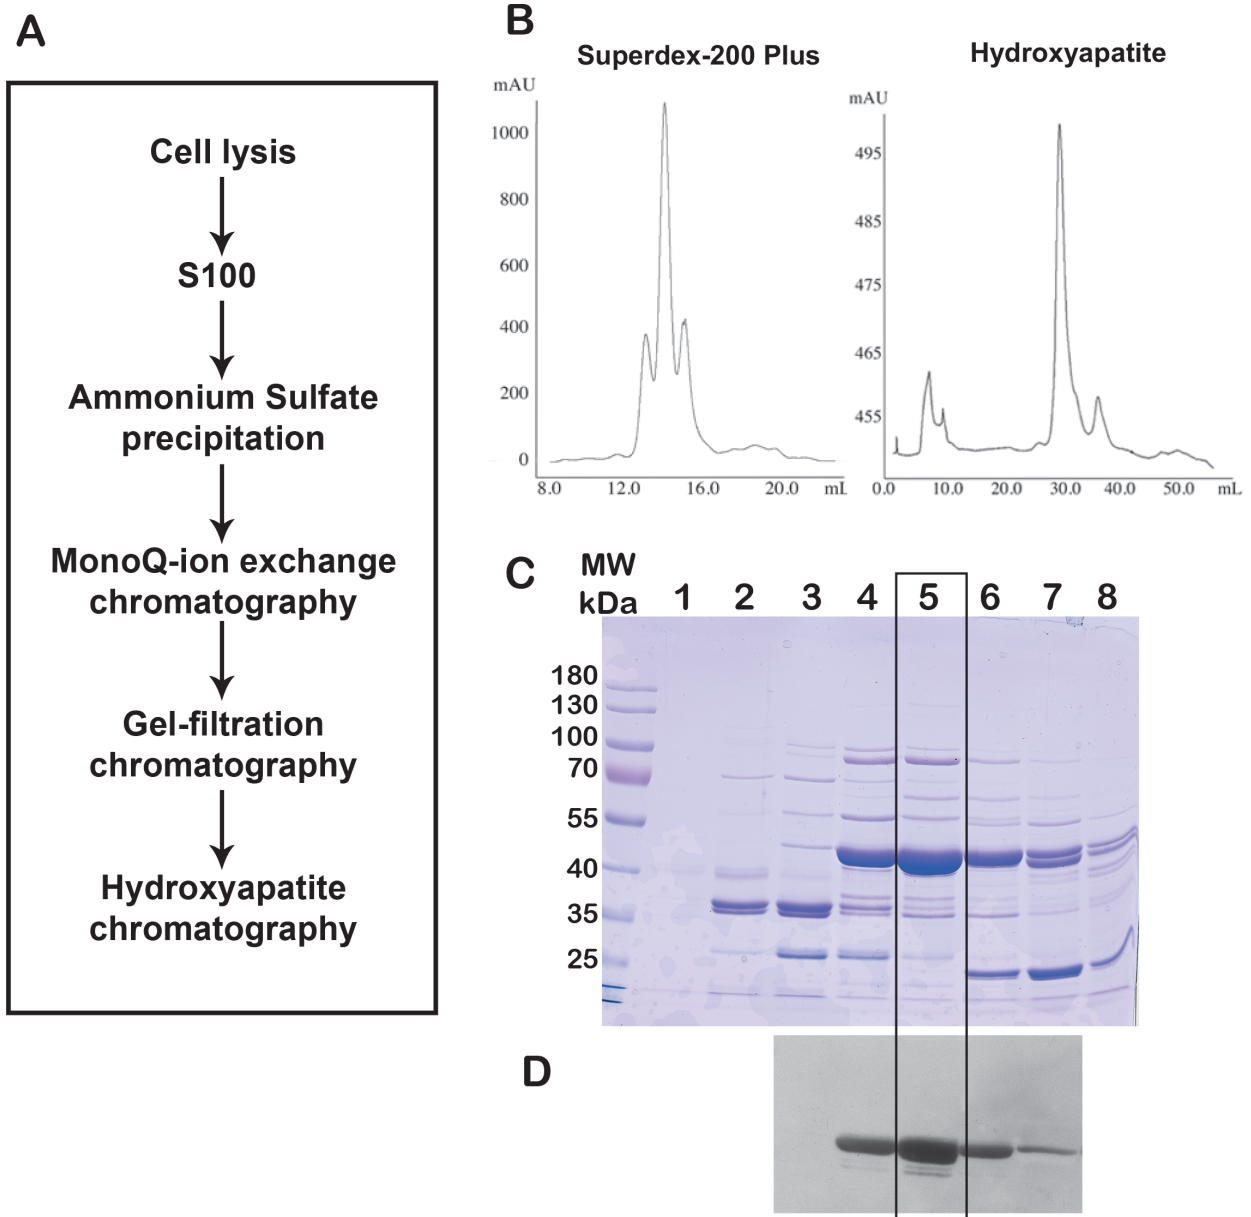 A
Cell lysis
S100
Ammonium Sulfate
precipitation
MonoQ-ion exchange
chromatography
Gel-filtration
chromatography
Hydroxyapatite
chromatography
B
Superdex-200 Plus
mAU
1000
800
600
400
200
0
8.0 12.0 16.0 20.0 mL
Hydroxyapatite
mAU
495
485
475
465
455
0.0 10.0 20.0 30.0 40.0 50.0 mL
C
MW
kDa 1 2 3 4 5 6 7 8
180
130
100
70
55
40
35
25
D